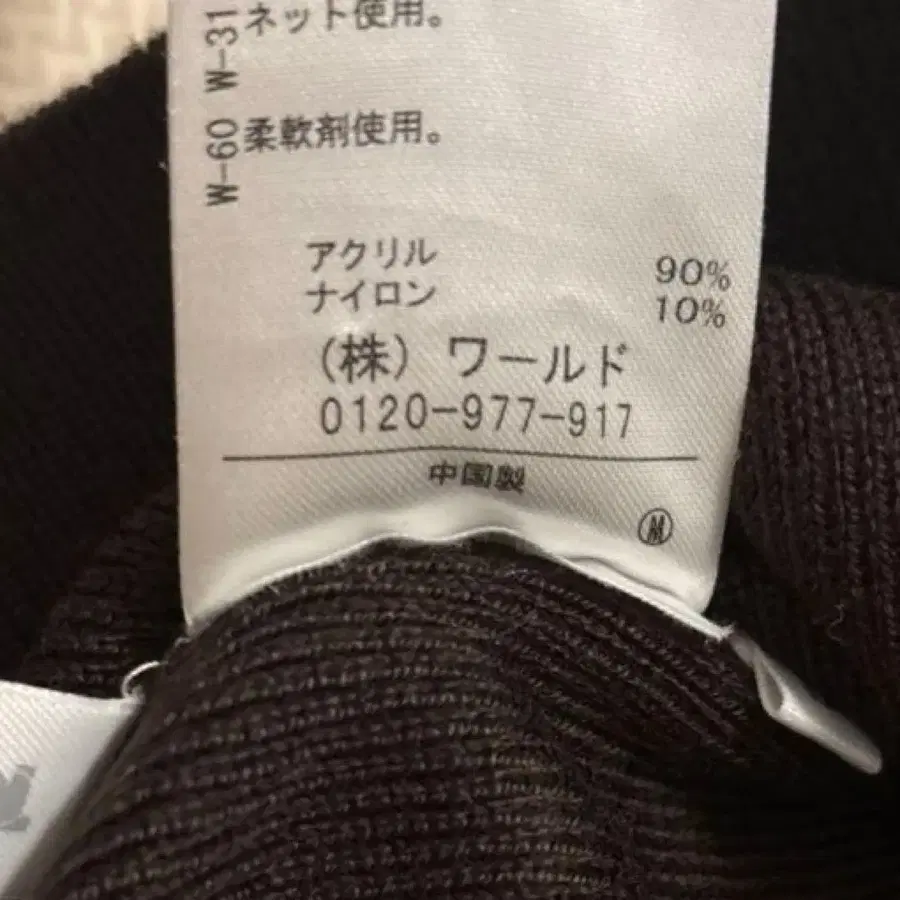 W-31 ネット使用。
W-60 柔軟剤使用。
アクリル 90%
ナイロン 10%
(株) ワールド
0120-977-917
中国製
Ⓜ